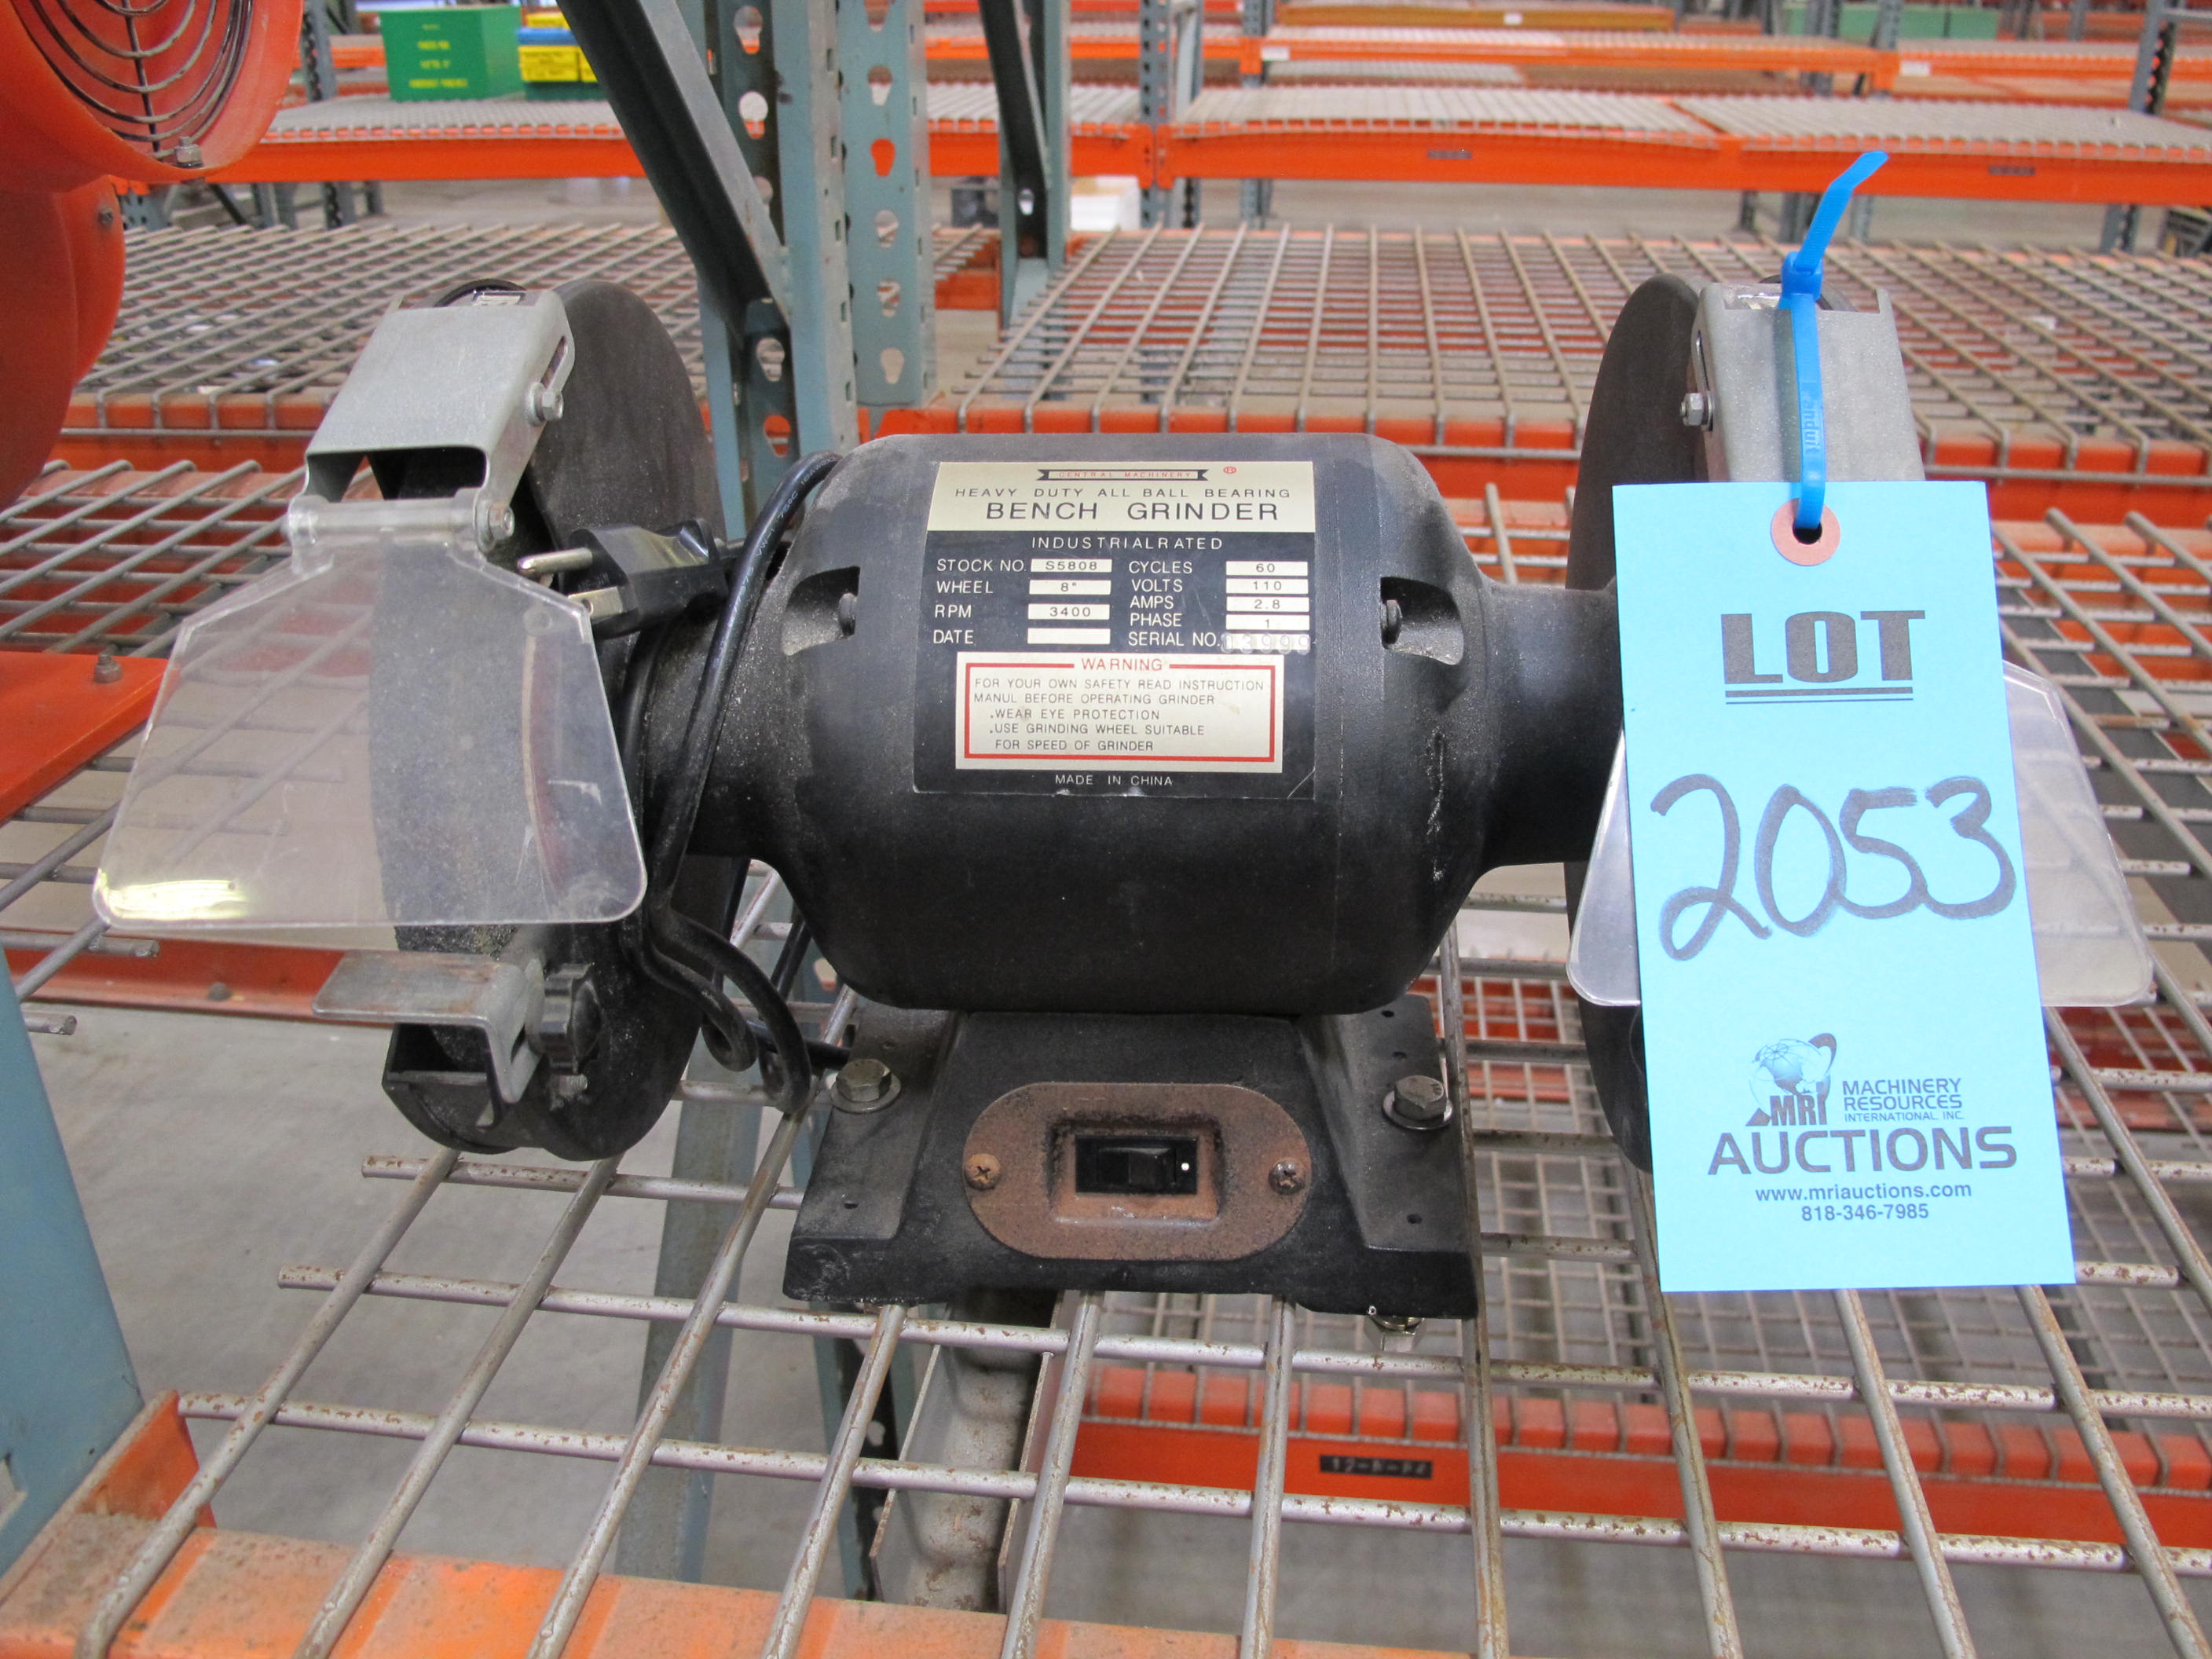 CENTRAL MACHINERY ®
HEAVY DUTY ALL BALL BEARING
BENCH GRINDER
INDUSTRIALRATED
STOCK NO. S5808 CYCLES 60
WHEEL 8" VOLTS 110
RPM 3400 AMPS 2.8
PHASE 1
DATE SERIAL NO.
WARNING
FOR YOUR OWN SAFETY READ INSTRUCTION
MANUL BEFORE OPERATING GRINDER
.WEAR EYE PROTECTION
.USE GRINDING WHEEL SUITABLE
FOR SPEED OF GRINDER
MADE IN CHINA
LOT
2053
MRI MACHINERY
RESOURCES
INTERNATIONAL, INC.
AUCTIONS
www.mriauctions.com
818-346-7985